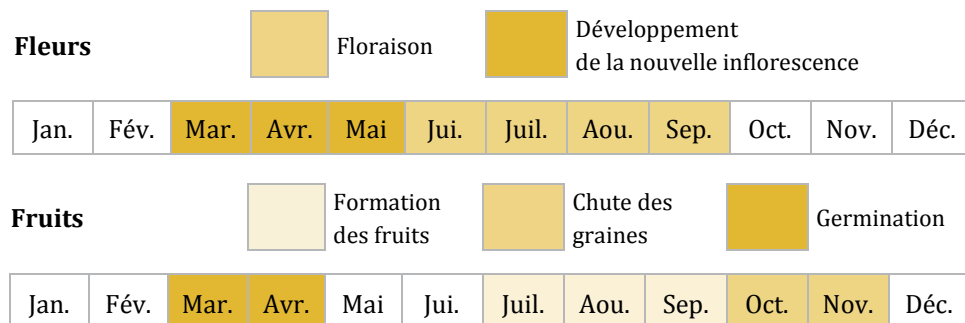 Fleurs
Floraison
Développement
de la nouvelle inflorescence
Jan. Fév. Mar. Avr. Mai Jui. Juil. Aou. Sep. Oct. Nov. Déc.
Fruits
Formation
des fruits
Chute des
graines
Germination
Jan. Fév. Mar. Avr. Mai Jui. Juil. Aou. Sep. Oct. Nov. Déc.